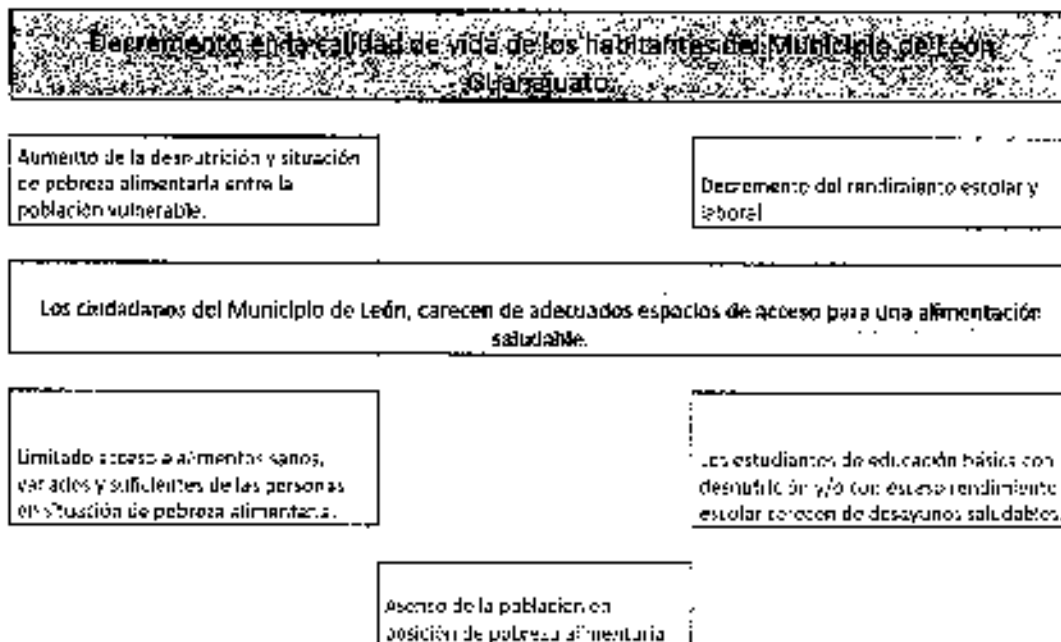 Decremento en la calidad de vida de los habitantes del Municipio de León
Guanajuato.
Aumento de la desnutrición y situación
de pobreza alimentaria entre la
población vulnerable.
Decremento del rendimiento escolar y
laboral
Los ciudadanos del Municipio de León, carecen de adecuados espacios de acceso para una alimentación
saludable.
Limitado acceso a alimentos sanos,
variados y suficientes de las personas
en situación de pobreza alimentaria.
Los estudiantes de educación básica con
desnutrición y/o con escaso rendimiento
escolar carecen de desayunos saludables.
Asenso de la población en
posición de pobreza alimentaria